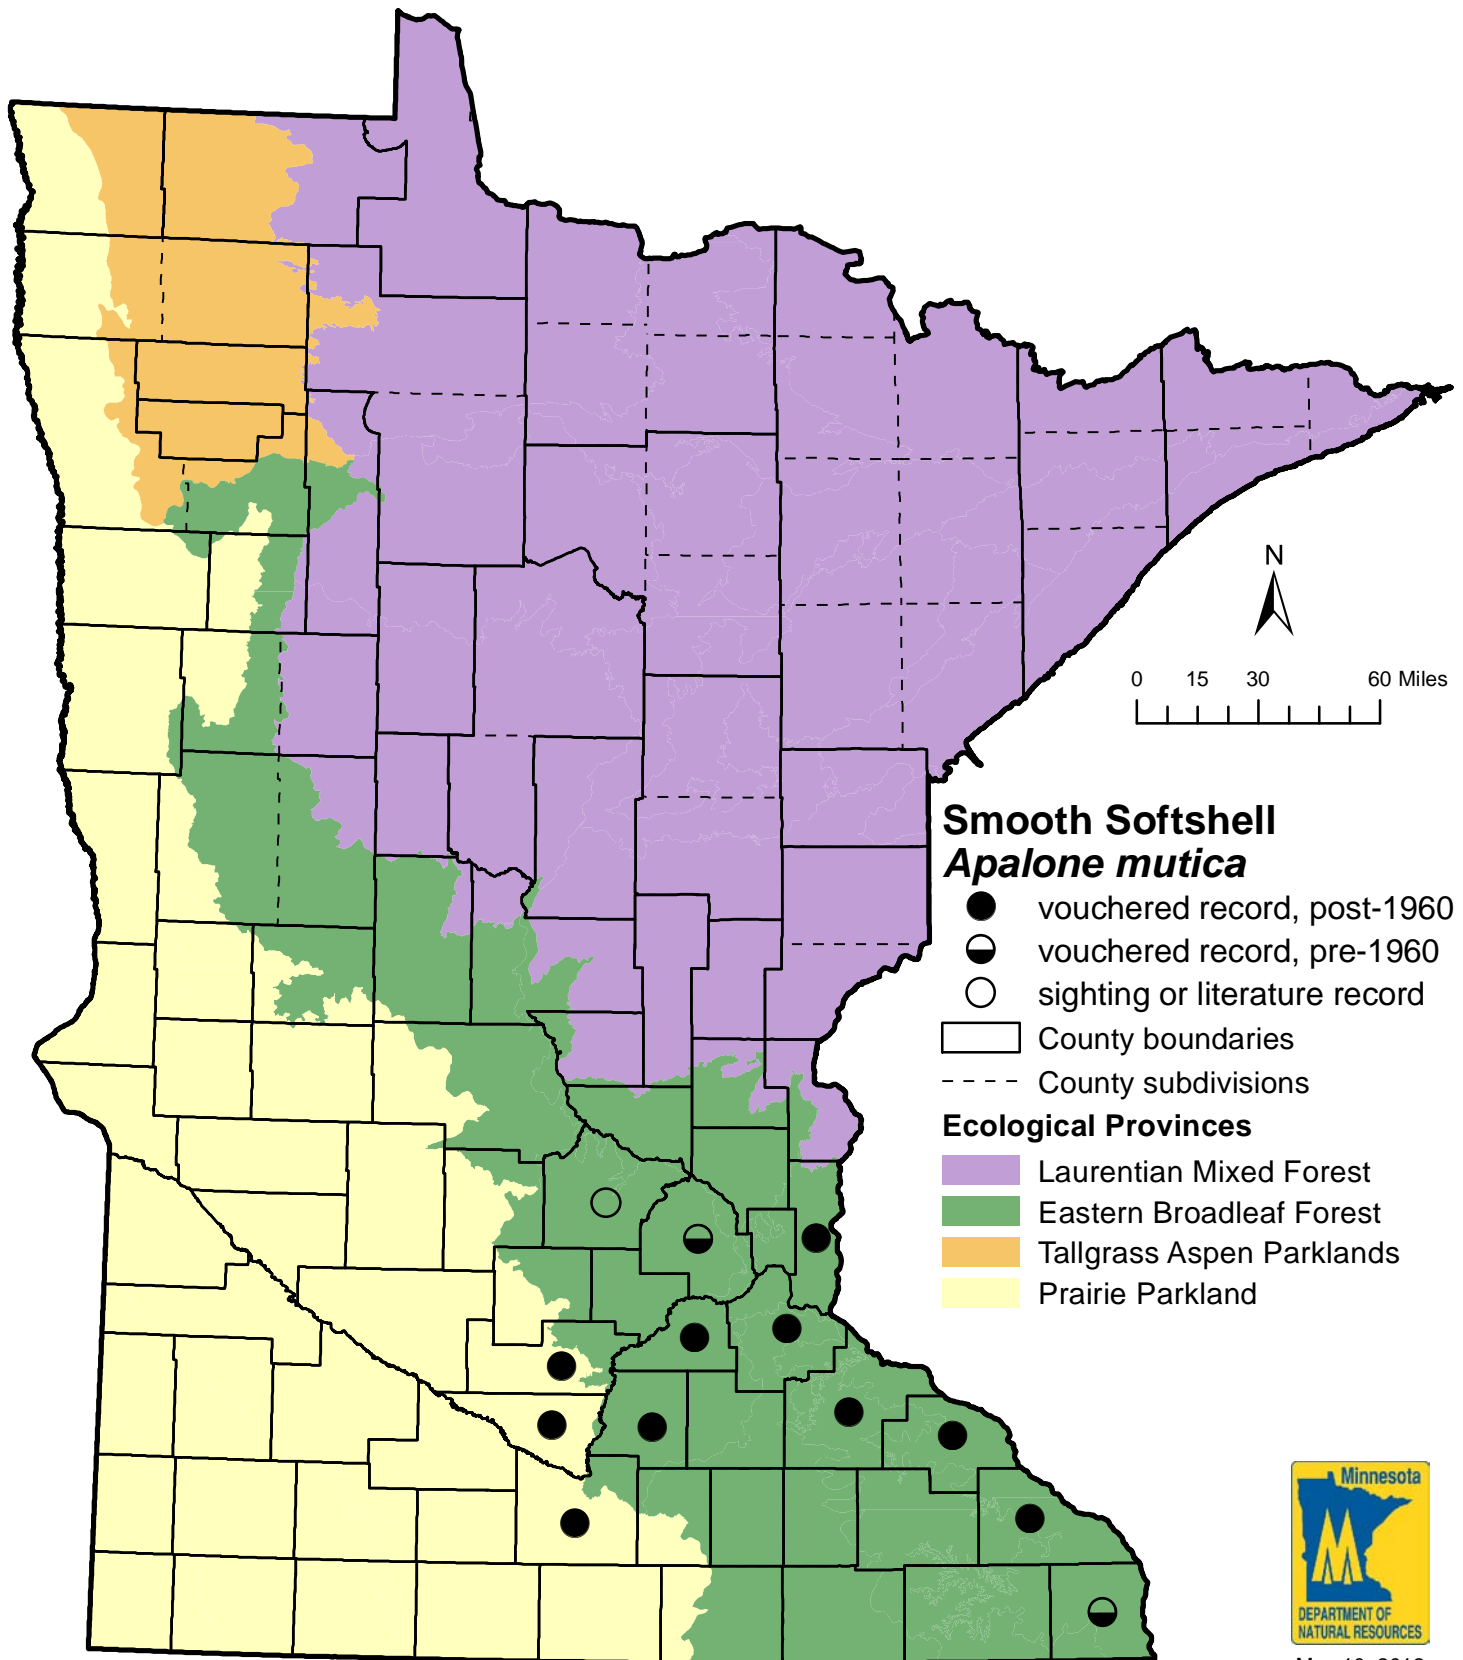 N
0 15 30 60 Miles
Smooth Softshell
Apalone mutica
vouchered record, post-1960
vouchered record, pre-1960
sighting or literature record
County boundaries
County subdivisions
Ecological Provinces
Laurentian Mixed Forest
Eastern Broadleaf Forest
Tallgrass Aspen Parklands
Prairie Parkland
Minnesota
DEPARTMENT OF
NATURAL RESOURCES